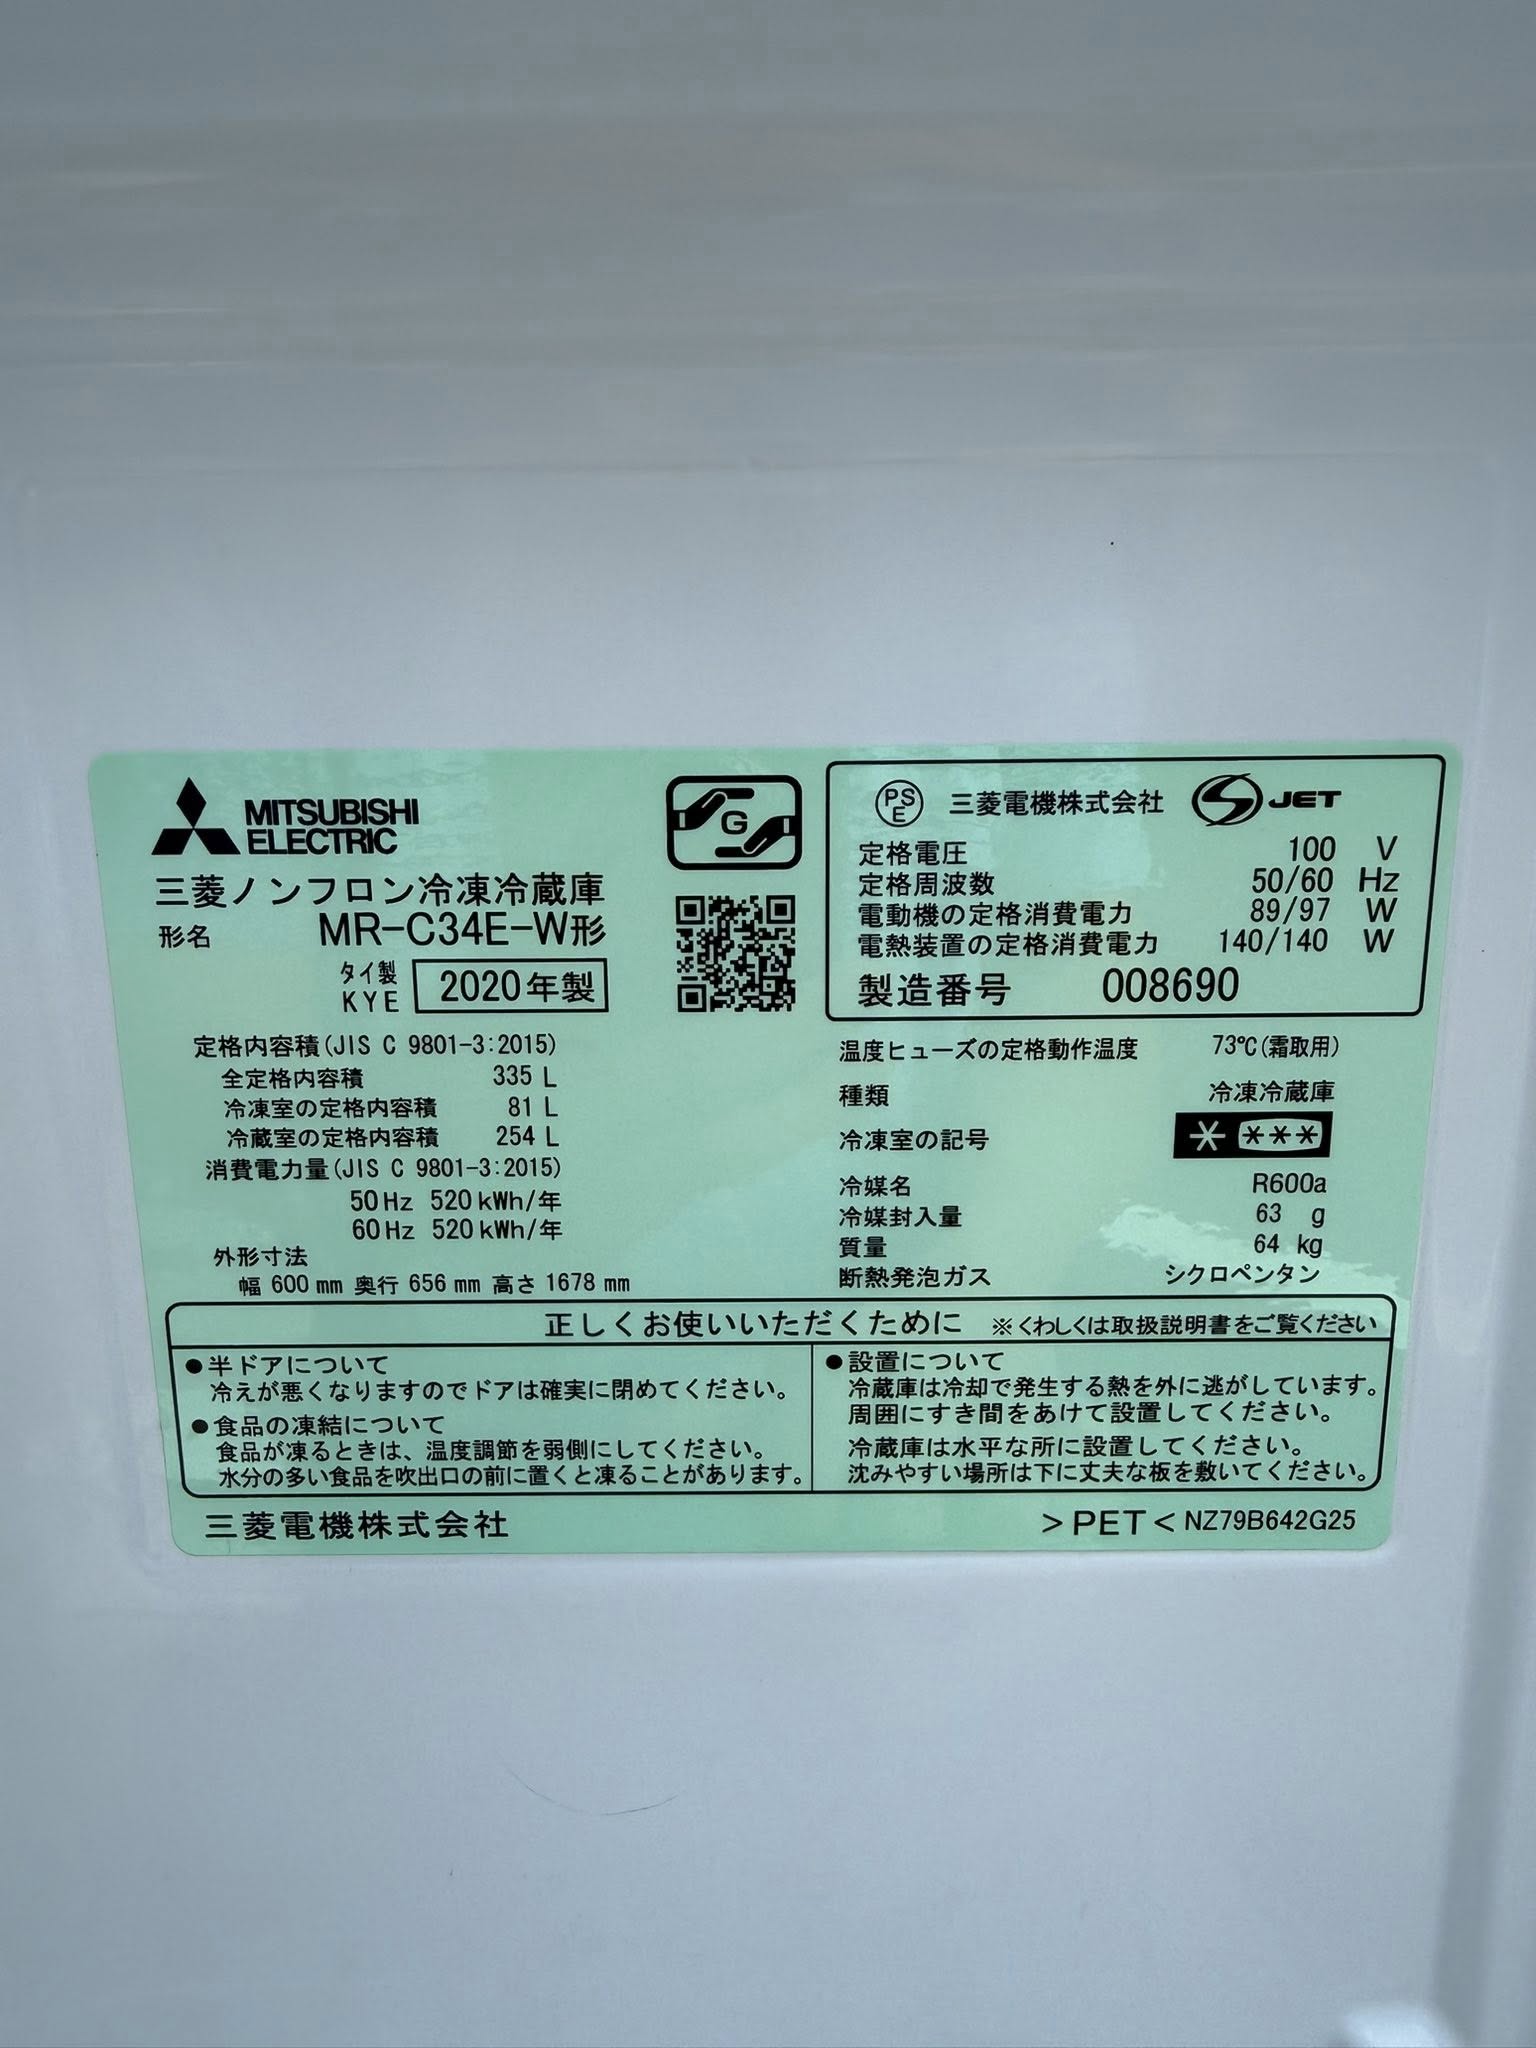 MITSUBISHI
ELECTRIC
三菱ノンフロン冷凍冷蔵庫
形名 MR-C34E-W形
タイ製
KYE 2020年製
G
定格内容積(JIS C 9801-3:2015)
全定格内容積 335 L
冷凍室の定格内容積 81 L
冷蔵室の定格内容積 254 L
消費電力量(JIS C 9801-3:2015)
50Hz 520kWh/年
60Hz 520kWh/年
外形寸法
幅 600mm 奥行 656mm 高さ 1678mm
PSE 三菱電機株式会社 S JET
定格電圧 100 V
定格周波数 50/60 Hz
電動機の定格消費電力 89/97 W
電熱装置の定格消費電力 140/140 W
製造番号 008690
温度ヒューズの定格動作温度 73℃(霜取用)
種類 冷凍冷蔵庫
冷凍室の記号 * ***
冷媒名 R600a
冷媒封入量 63 g
質量 64 kg
断熱発泡ガス シクロペンタン
正しくお使いいただくために ※くわしくは取扱説明書をご覧ください
●半ドアについて
冷えが悪くなりますのでドアは確実に閉めてください。
●食品の凍結について
食品が凍るときは、温度調節を弱側にしてください。
水分の多い食品を吹出口の前に置くと凍ることがあります。
●設置について
冷蔵庫は冷却で発生する熱を外に逃がしています。
周囲にすき間をあけて設置してください。
冷蔵庫は水平な所に設置してください。
沈みやすい場所は下に丈夫な板を敷いてください。
三菱電機株式会社
>PET< NZ79B642G25